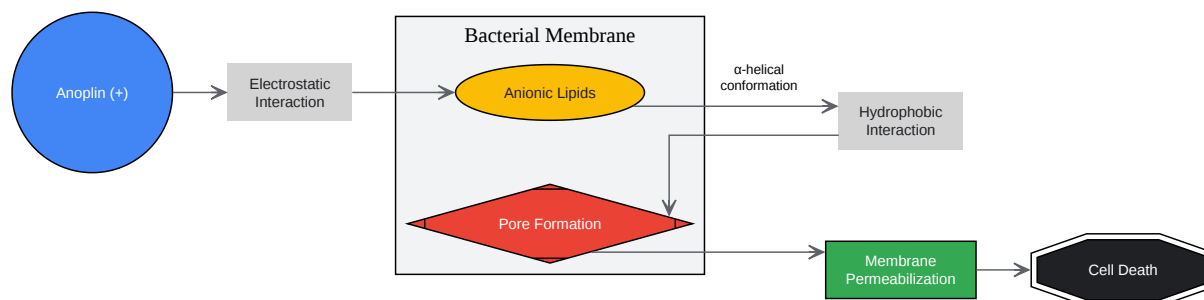 Anoplin (+)
Electrostatic
Interaction
Bacterial Membrane
Anionic Lipids
α-helical
conformation
Hydrophobic
Interaction
Pore Formation
Membrane
Permeabilization
Cell Death